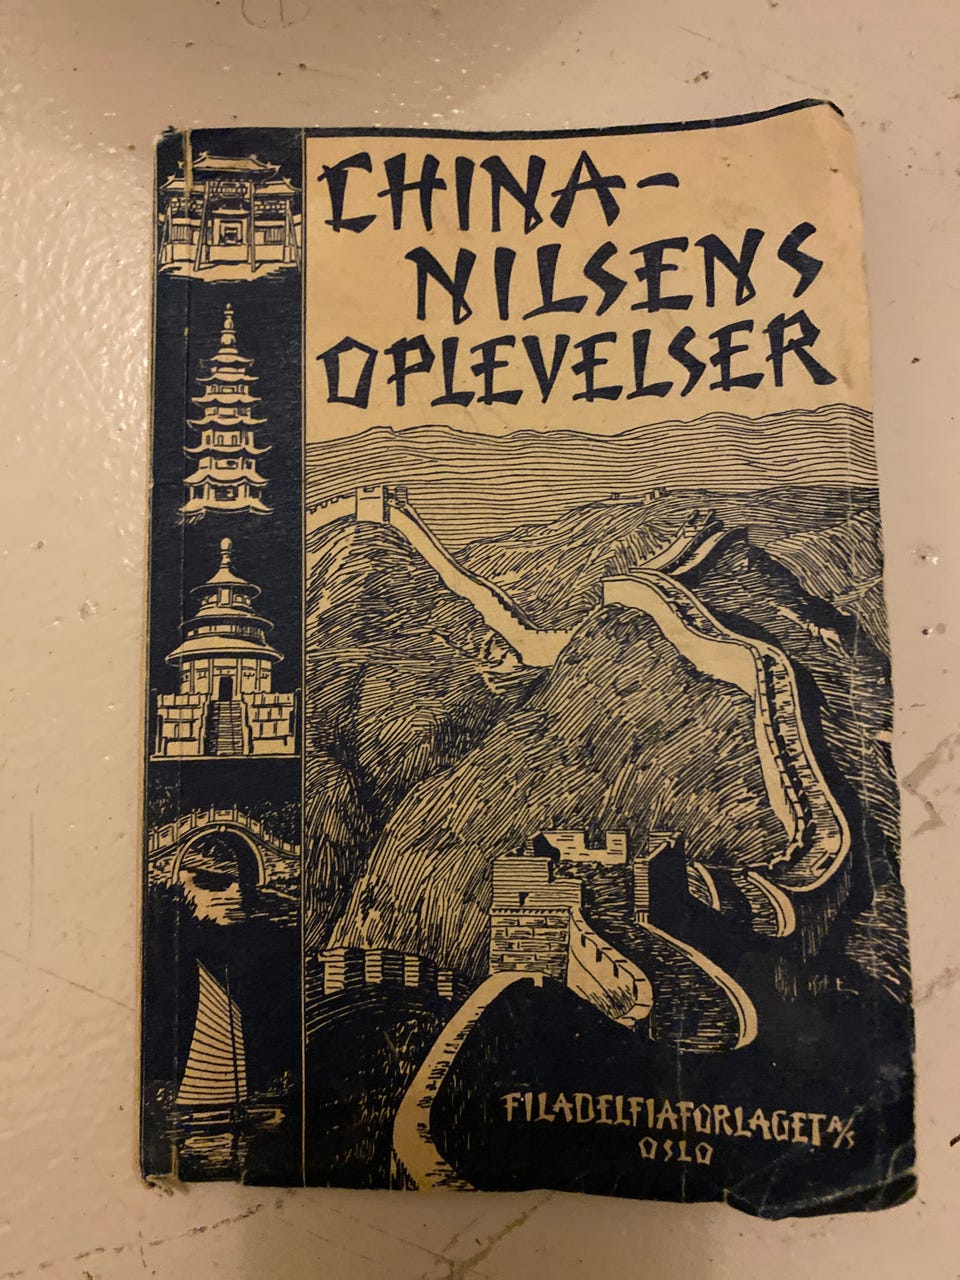 CHINA-
NILSENS
OPLEVELSER
FILADELFIAFORLAGET A/S
OSLO